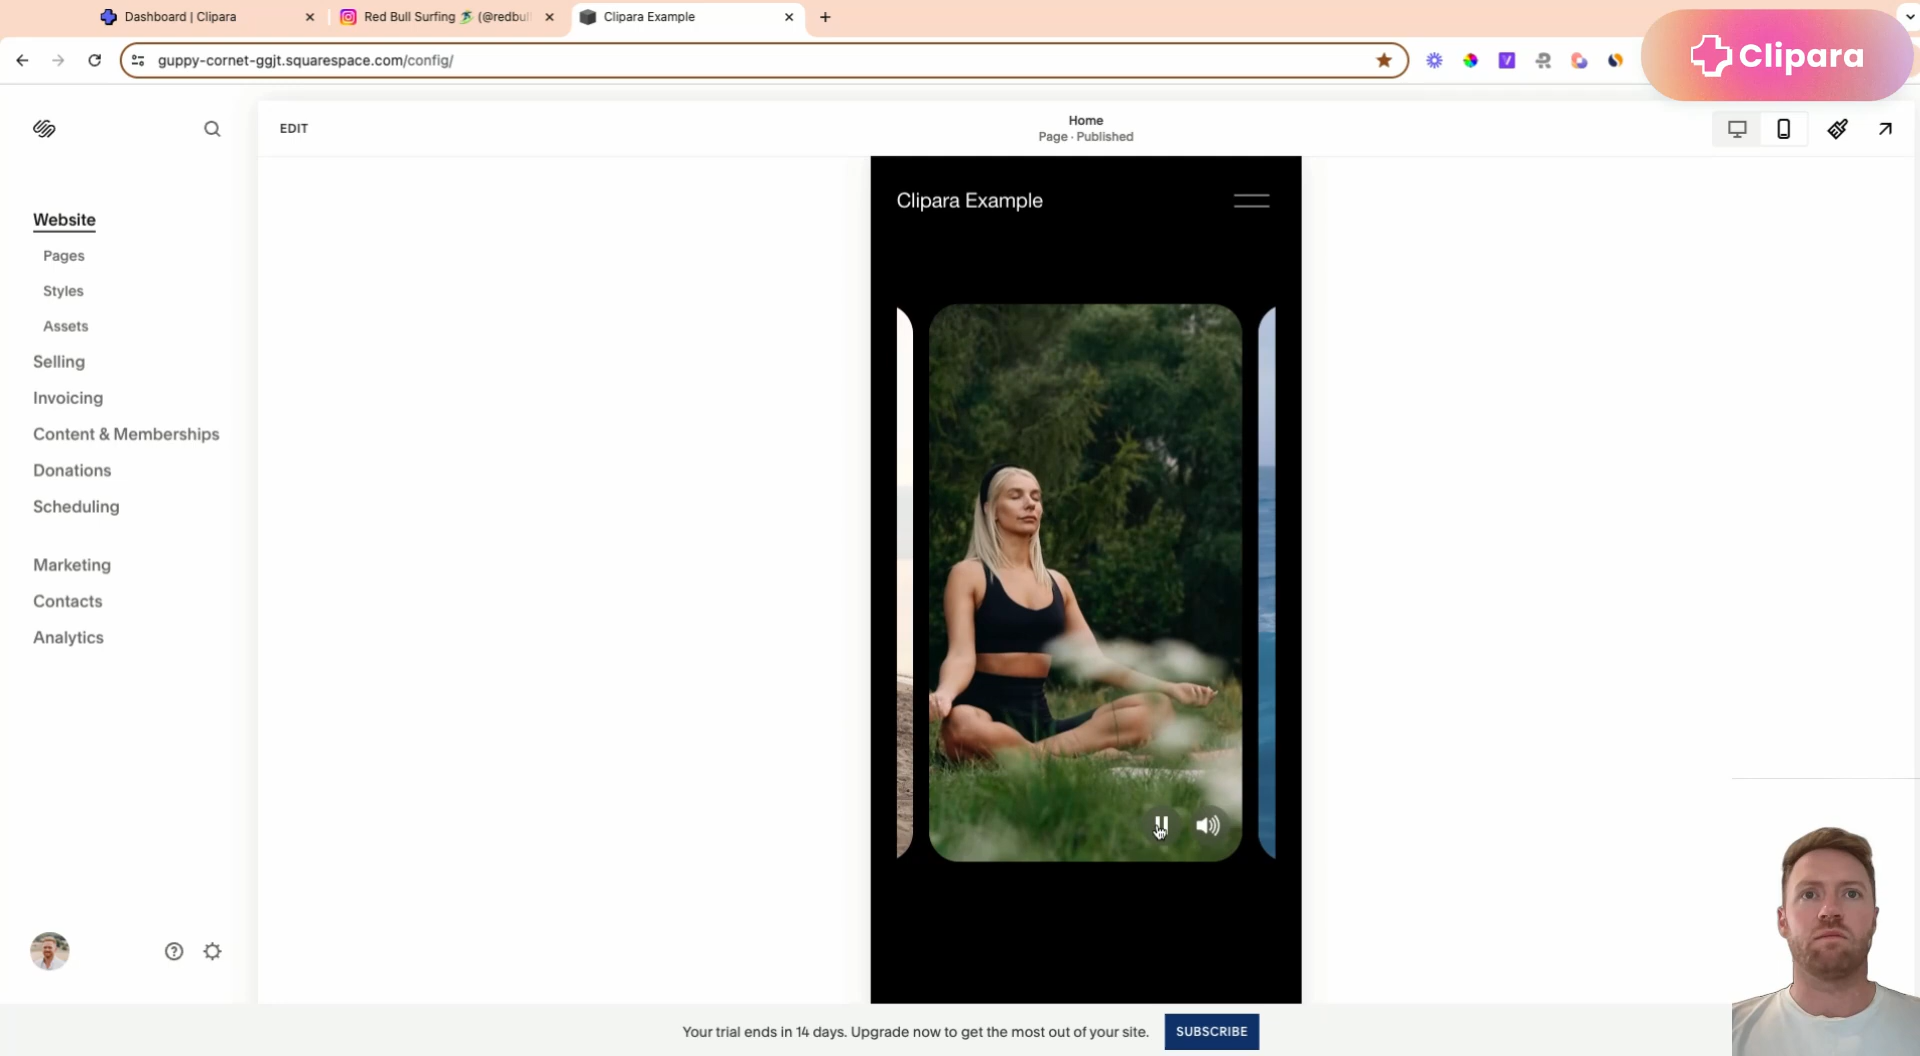 Dashboard | Clipara
Red Bull Surfing 🏄 (@redbul
Clipara Example
guppy-cornet-ggjt.squarespace.com/config/
Clipara
EDIT
Home
Page · Published
Website
Pages
Styles
Assets
Selling
Invoicing
Content & Memberships
Donations
Scheduling
Marketing
Contacts
Analytics
Clipara Example
Your trial ends in 14 days. Upgrade now to get the most out of your site.
SUBSCRIBE